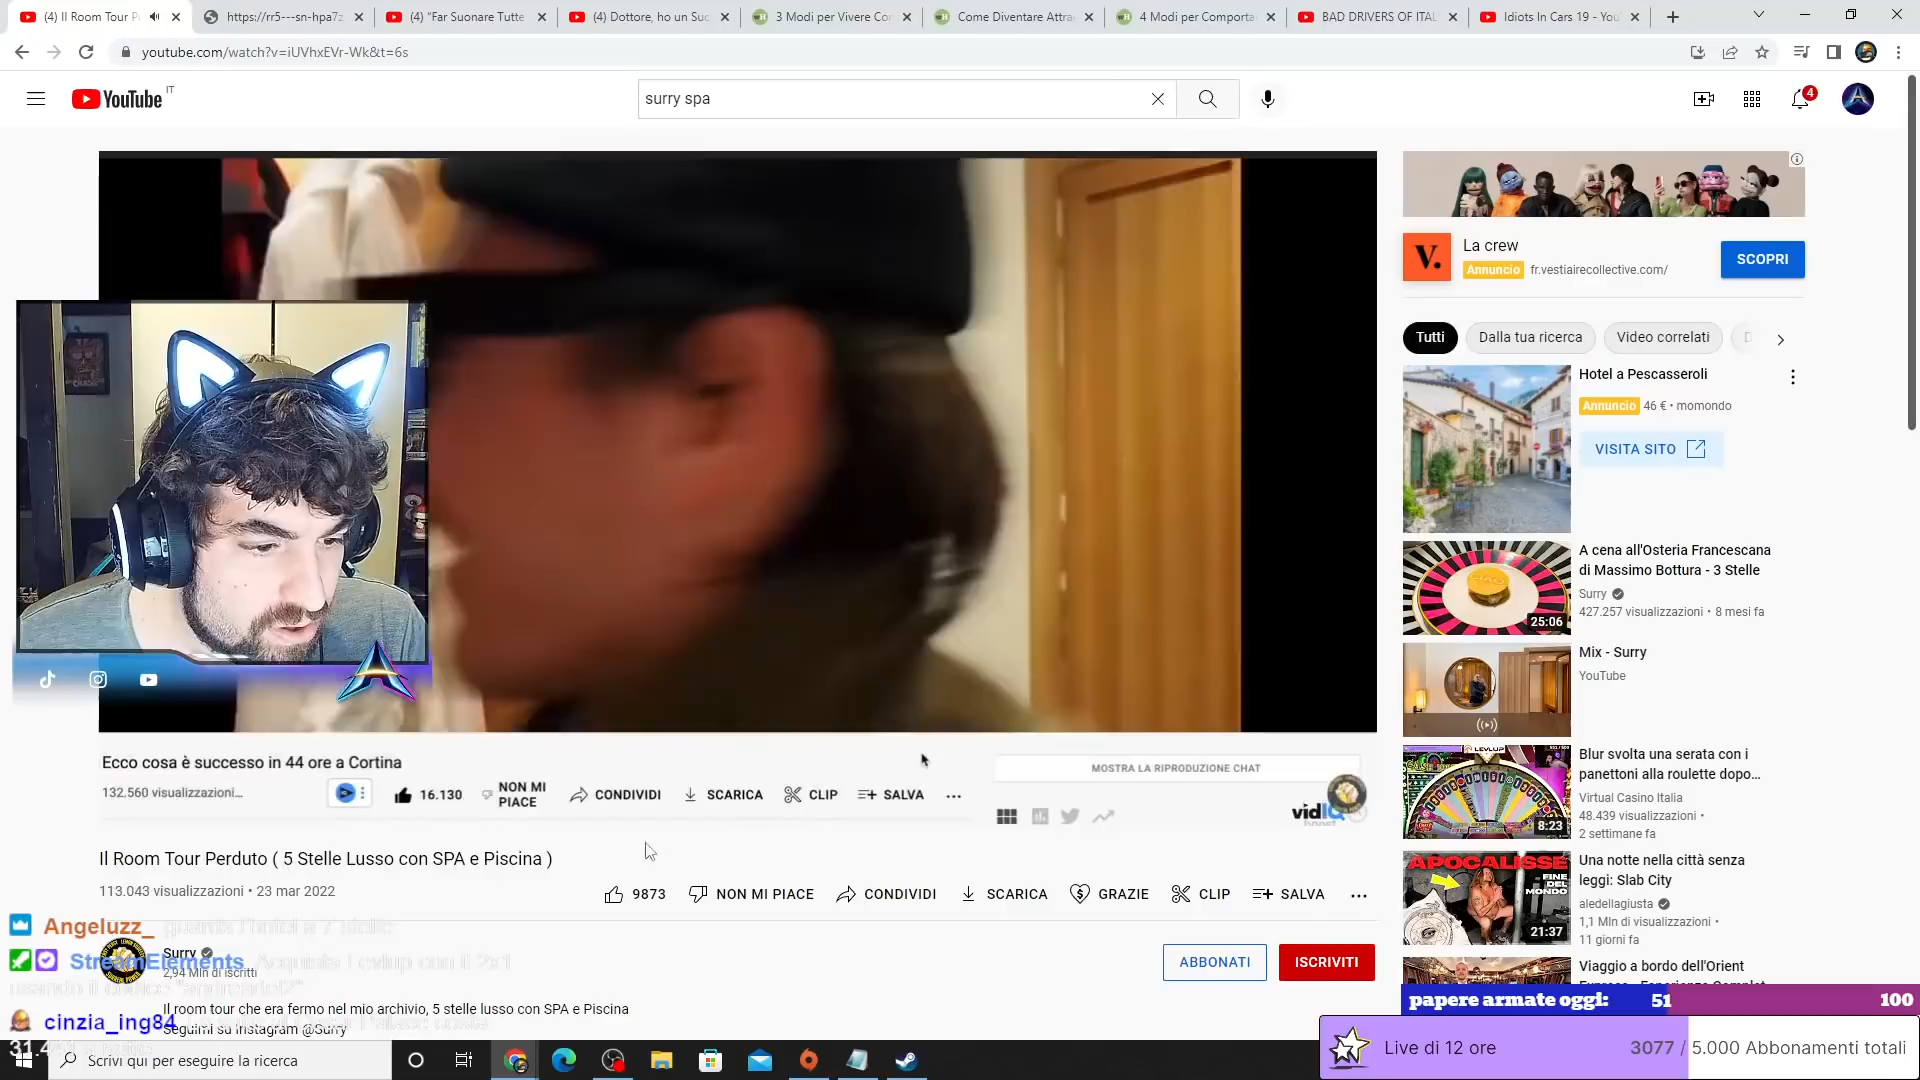 (4) Il Room Tour P
https://rr5---sn-hpa7z
(4) "Far Suonare Tutte
(4) Dottore, ho un Suc
3 Modi per Vivere Co
Come Diventare Attra
4 Modi per Comporta
BAD DRIVERS OF ITAL
Idiots In Cars 19 - You
youtube.com/watch?v=iUVhxEVr-Wk&t=6s
YouTube IT
surry spa
4
La crew
Annuncio fr.vestiairecollective.com/
SCOPRI
Tutti
Dalla tua ricerca
Video correlati
Hotel a Pescasseroli
Annuncio 46 € • momondo
VISITA SITO
A cena all'Osteria Francescana
di Massimo Bottura - 3 Stelle
Surry
427.257 visualizzazioni • 8 mesi fa
25:06
Mix - Surry
YouTube
Blur svolta una serata con i
panettoni alla roulette dopo...
Virtual Casino Italia
48.439 visualizzazioni •
2 settimane fa
8:23
Una notte nella città senza
leggi: Slab City
aledellagiusta
1,1 Mln di visualizzazioni •
11 giorni fa
APOCALISSE
FINE
DEL
MONDO
21:37
Viaggio a bordo dell'Orient
Ecco cosa è successo in 44 ore a Cortina
132.560 visualizzazioni...
16.130
NON MI
PIACE
CONDIVIDI
SCARICA
CLIP
SALVA
MOSTRA LA RIPRODUZIONE CHAT
vidIQ
Il Room Tour Perduto ( 5 Stelle Lusso con SPA e Piscina )
113.043 visualizzazioni • 23 mar 2022
9873
NON MI PIACE
CONDIVIDI
SCARICA
GRAZIE
CLIP
SALVA
Angeluzz_
Surry
StreamElements
2,94 Mln di iscritti
ABBONATI
ISCRIVITI
Il room tour che era fermo nel mio archivio, 5 stelle lusso con SPA e Piscina
cinzia_ing84
Seguimi su Instagram @Surry
papere armate oggi: 51 100
Live di 12 ore 3077 / 5.000 Abbonamenti totali
Scrivi qui per eseguire la ricerca